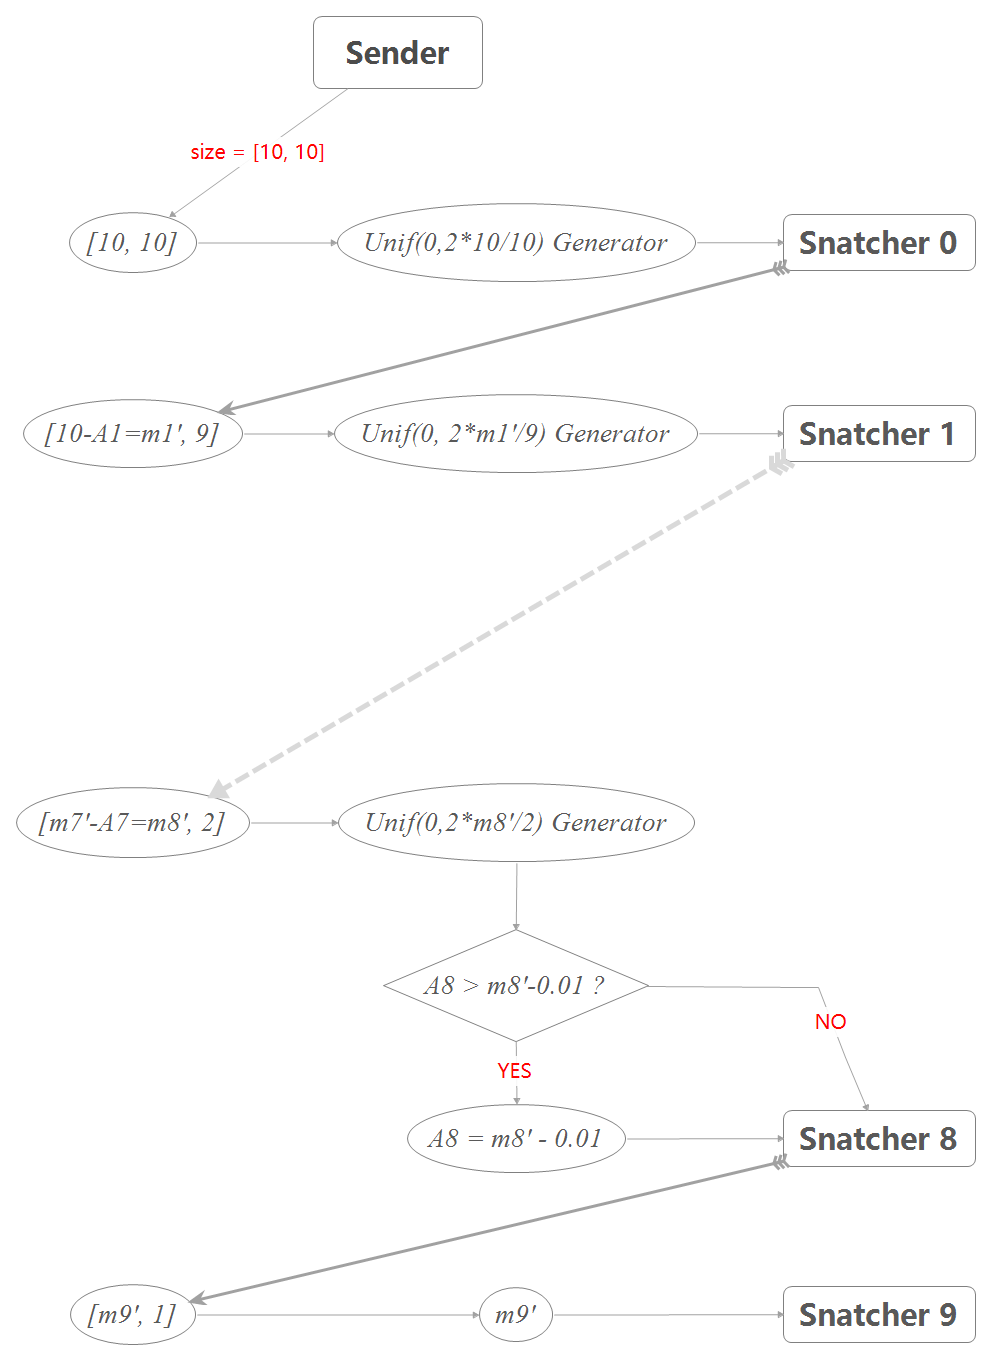 Sender
size = [10, 10]
[10, 10]
Unif(0,2*10/10) Generator
Snatcher 0
[10-A1=m1', 9]
Unif(0, 2*m1'/9) Generator
Snatcher 1
[m7'-A7=m8', 2]
Unif(0,2*m8'/2) Generator
A8 > m8'-0.01 ?
NO
YES
A8 = m8' - 0.01
Snatcher 8
[m9', 1]
m9'
Snatcher 9